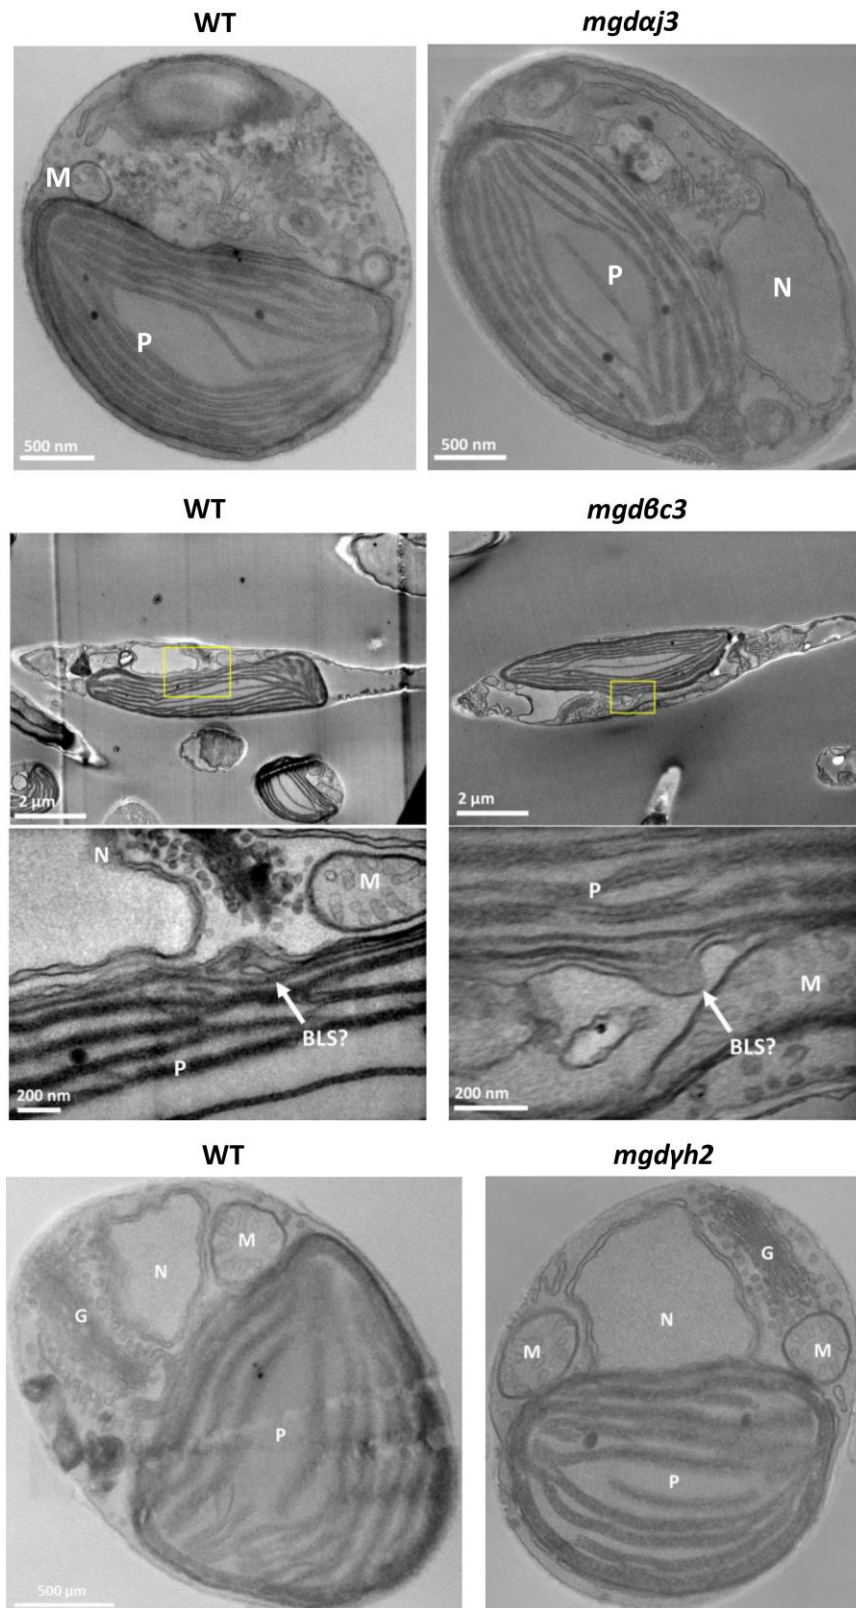 WT
mgdαj3
M
P
500 nm
P
N
500 nm
WT
mgdβc3
2 µm
2 µm
N
M
BLS?
P
200 nm
P
M
BLS?
200 nm
WT
mgdγh2
M
N
G
P
500 µm
G
N
M
M
P